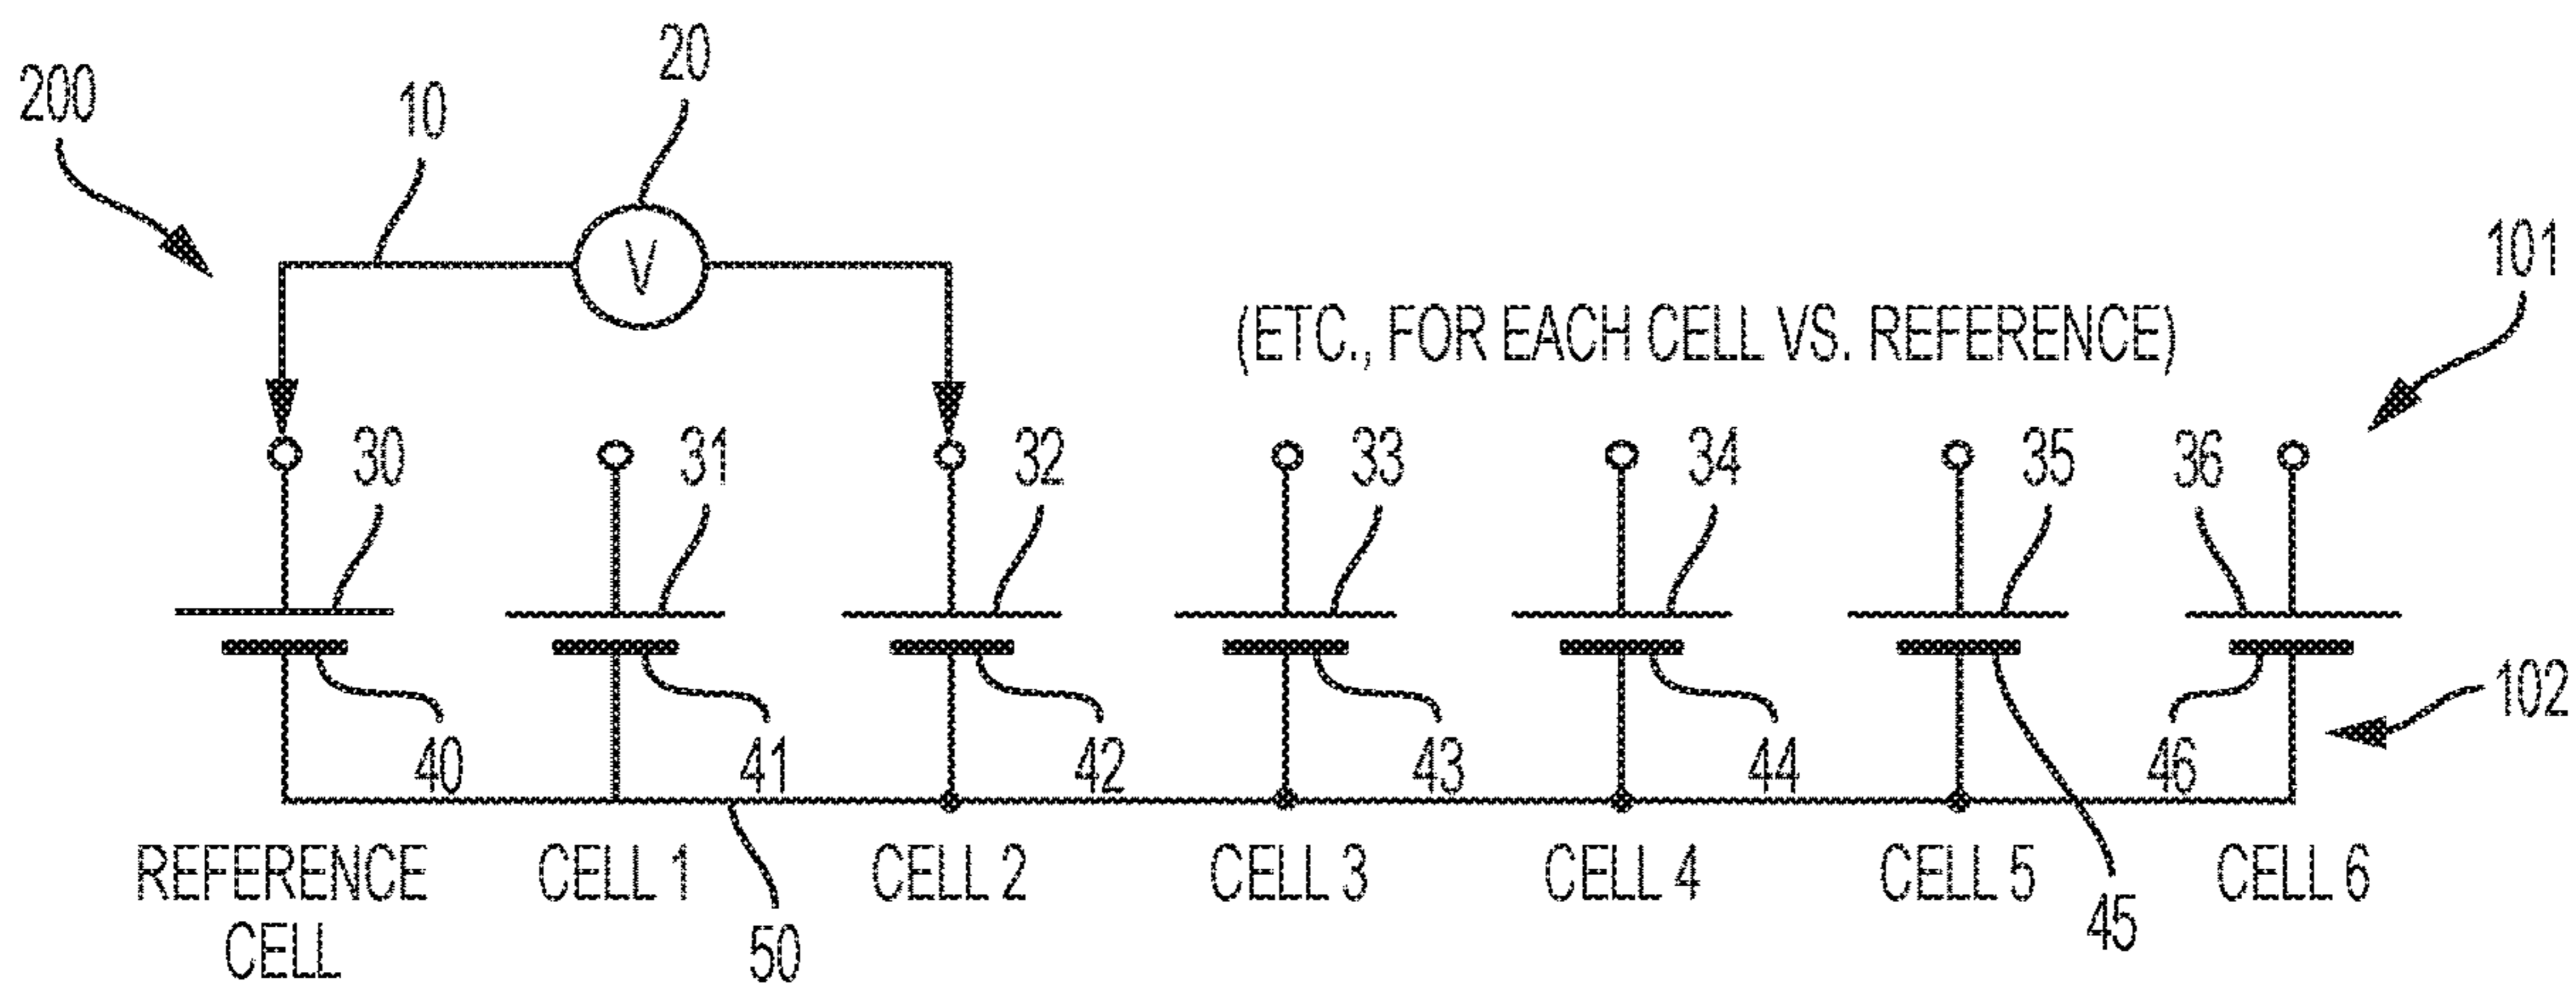 20
200
10
V
101
(ETC., FOR EACH CELL VS. REFERENCE)
30 31 32 33 34 35 36
102
40 41 42 43 44 46
REFERENCE CELL 1 CELL 2 CELL 3 CELL 4 CELL 5 CELL 6
CELL
50
45